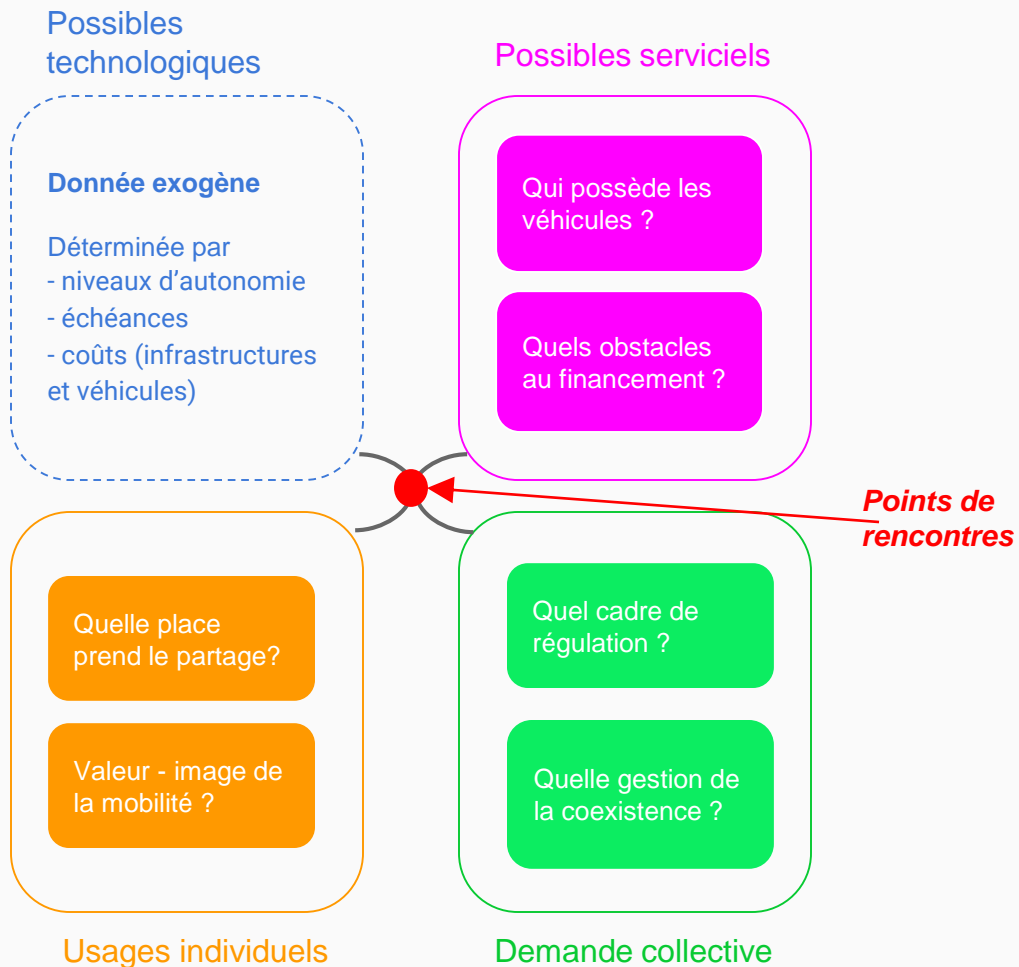 Possibles
technologiques
Possibles serviciels
Donnée exogène
Déterminée par
- niveaux d’autonomie
- échéances
- coûts (infrastructures
et véhicules)
Qui possède les
véhicules ?
Quels obstacles
au financement ?
Points de
rencontres
Quelle place
prend le partage?
Valeur - image de
la mobilité ?
Quel cadre de
régulation ?
Quelle gestion de
la coexistence ?
Usages individuels
Demande collective